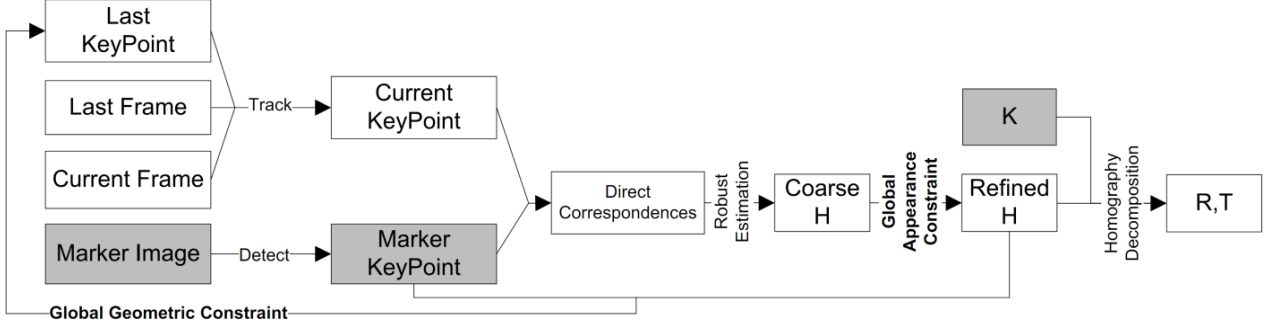 Last
KeyPoint
Last Frame
Current Frame
Track
Current
KeyPoint
Marker Image
Detect
Marker
KeyPoint
Direct
Correspondences
Robust
Estimation
Coarse
H
Global
Appearance
Constraint
K
Refined
H
Homography
Decomposition
R,T
Global Geometric Constraint